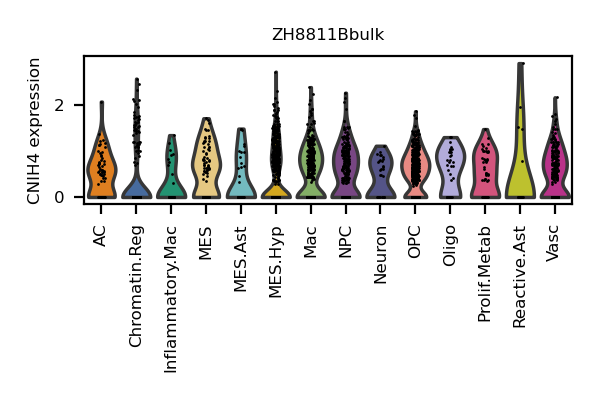 ZH8811Bbulk
CNIH4 expression
2
0
AC
Chromatin.Reg
Inflammatory.Mac
MES
MES.Ast
MES.Hyp
Mac
NPC
Neuron
OPC
Oligo
Prolif.Metab
Reactive.Ast
Vasc